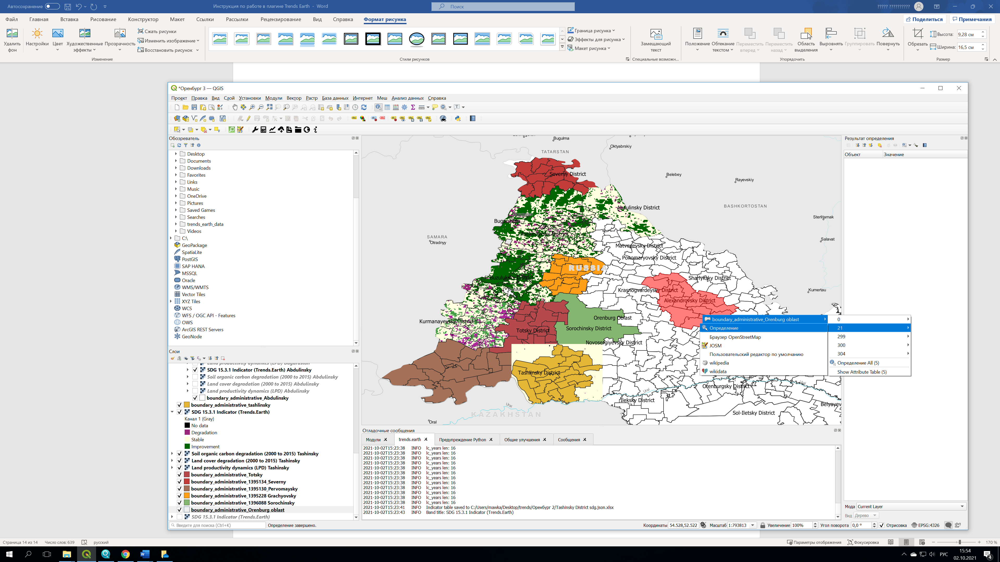 Автосохранение
Инструкция по работе в плагине Trends Earth - Word
Поиск
????? ??????????
Файл Главная Вставка Рисование Конструктор Макет Ссылки Рассылки Рецензирование Вид Справка Формат рисунка
Поделиться Примечания
Удалить фон
Настройки
Цвет
Художественные эффекты
Прозрачность
Сжать рисунки
Изменить изображение
Восстановить рисунок
Изменение
Стили рисунков
Граница рисунка
Эффекты для рисунка
Макет рисунка
Замещающий текст
Специальные возможн...
Положение
Обтекание текстом
Переместить вперед
Переместить назад
Область выделения
Выровнять
Группировать
Повернуть
Упорядочить
Обрезать
Высота: 9,28 см
Ширина: 16,5 см
Размер
*Оренбург 3 — QGIS
Проект Правка Вид Слой Установки Модули Вектор Растр База данных Интернет Меш Анализ данных Справка
Обозреватель
Desktop
Documents
Downloads
Favorites
Links
Music
OneDrive
Pictures
Saved Games
Searches
trends_earth_data
Videos
C:\
GeoPackage
SpatiaLite
PostGIS
SAP HANA
MSSQL
Oracle
WMS/WMTS
Vector Tiles
XYZ Tiles
WCS
WFS / OGC API - Features
OWS
ArcGIS REST Servers
GeoNode
Слои
Land productivity dynamics (LPD) Buguruslan
SDG 15.3.1 Indicator (Trends.Earth) Abdulinsky
Soil organic carbon degradation (2000 to 2015) Abdulinsky
Land cover degradation (2000 to 2015) Abdulinsky
Land productivity dynamics (LPD) Abdulinsky
boundary_administrative_Abdulinsky
boundary_administrative_tashlinsky
SDG 15.3.1 Indicator (Trends.Earth)
Канал 1 (Gray)
No data
Degradation
Stable
Improvement
Soil organic carbon degradation (2000 to 2015) Tashinsky
Land cover degradation (2000 to 2015) Tashinsky
Land productivity dynamics (LPD) Tashinsky
boundary_administrative_Totsky
boundary_administrative_1395134_Severny
boundary_administrative_1395130_Pervomaysky
boundary_administrative_1395228 Grachyovsky
boundary_administrative_1396088 Sorochinsky
boundary_administrative_Orenburg oblast
SDG 15.3.1 Indicator (Trends.Earth)
Введите для поиска (Ctrl+K)
Определение завершено.
Bugulma
Oktyabrskiy
TATARSTAN
Severny District
Belebey
Rayevskiy
BASHKORTOSTAN
Abdulinsky District
Buguruslan
Buguruslan
Sterlitamak
Asekeyevsky District
SAMARA
Otradnyy
Salavat
Matveyevsky District
Ponomaryovsky District
RUSSIA
Buzuluksky District
Sharlyksky District
Buzuluk
Krasnogvardeysky District
Kumertau
Alexandrovsky District
Kurmanayevsky District
Orenburg Oblast
Totsky District
Sorochinsky District
Novosergiyevsky District
Tashlinsky District
Orenburgsky District
Ural
Ural
Ural
Ileksky District
Belyayev
KAZAKHSTAN
Sol-Iletsky District
Oral
boundary_administrative_Orenburg oblast
Определение
Браузер OpenStreetMap
JOSM
Пользовательский редактор по умолчанию
wikipedia
wikidata
0
21
299
300
304
Определение All (5)
Show Attribute Table (5)
Результат определения
Объект Значение
Мода Current Layer
Вид Дерево
Отладочные сообщения
Модули trends.earth Предупреждение Python Общие улучшения Сообщения
2021-10-02T15:23:38 INFO lc_years len: 16
2021-10-02T15:23:38 INFO lc_years len: 16
2021-10-02T15:23:38 INFO lc_years len: 16
2021-10-02T15:23:38 INFO lc_years len: 16
2021-10-02T15:23:38 INFO lc_years len: 16
2021-10-02T15:23:38 INFO lc_years len: 16
2021-10-02T15:23:38 INFO lc_years len: 16
2021-10-02T15:23:38 INFO lc_years len: 16
2021-10-02T15:23:38 INFO lc_years len: 16
2021-10-02T15:23:38 INFO lc_years len: 16
2021-10-02T15:23:38 INFO lc_years len: 16
2021-10-02T15:23:38 INFO lc_years len: 16
2021-10-02T15:23:41 INFO Indicator table saved to C:/Users/mawka/Desktop/trends/Оренбург 2/Tashinsky District sdg.json.xlsx
2021-10-02T15:23:43 INFO Band title: SDG 15.3.1 Indicator (Trends.Earth)
Координаты 54.528,52.522 Масштаб 1:793813 Увеличение 100% Угол поворота 0,0 ° Отрисовка EPSG:4326
Страница 14 из 14 Число слов: 639 русский
Параметры отображения Фокусировка 170 %
РУС
15:54
02.10.2021
4